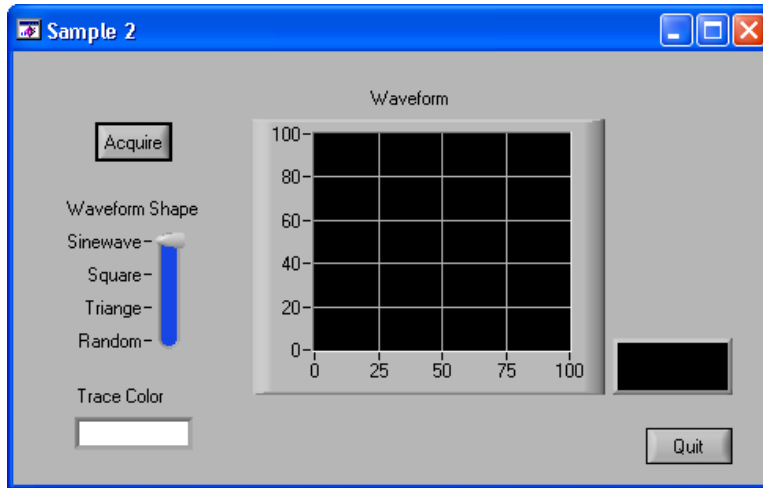 Sample 2
Waveform
Acquire
Waveform Shape
Sinewave
Square
Triange
Random
Trace Color
100
80
60
40
20
0
0 25 50 75 100
Quit